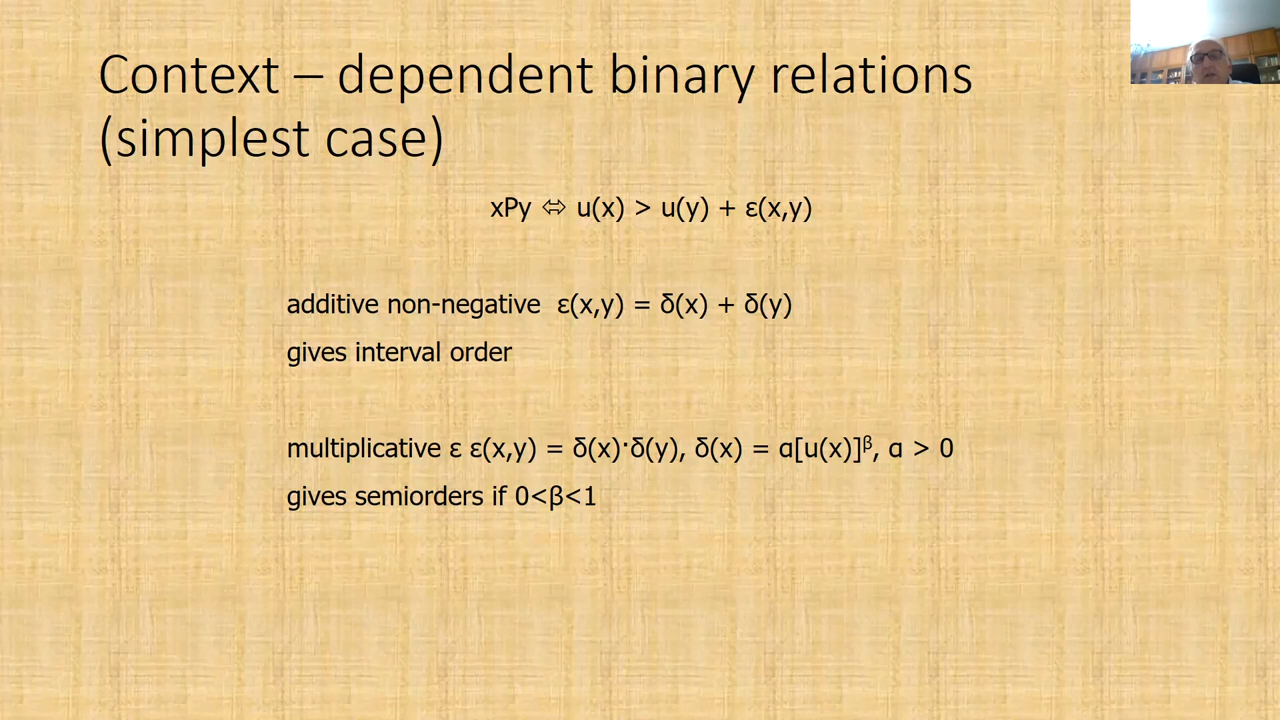 Context – dependent binary relations
(simplest case)
xPy ⬄ u(x) > u(y) + ε(x,y)
additive non-negative ε(x,y) = δ(x) + δ(y)
gives interval order
multiplicative ε ε(x,y) = δ(x)·δ(y), δ(x) = α[u(x)]ᵝ, α > 0
gives semiorders if 0<β<1